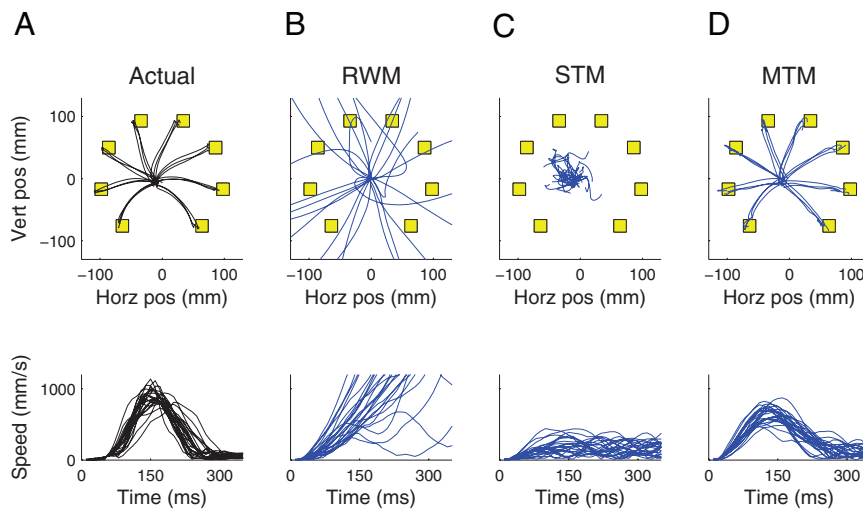 A B C D
Actual RWM STM MTM
Vert pos (mm)
100
0
−100
−100 0 100 −100 0 100 −100 0 100 −100 0 100
Horz pos (mm) Horz pos (mm) Horz pos (mm) Horz pos (mm)
Speed (mm/s)
1000
0
0 150 300 0 150 300 0 150 300 0 150 300
Time (ms) Time (ms) Time (ms) Time (ms)